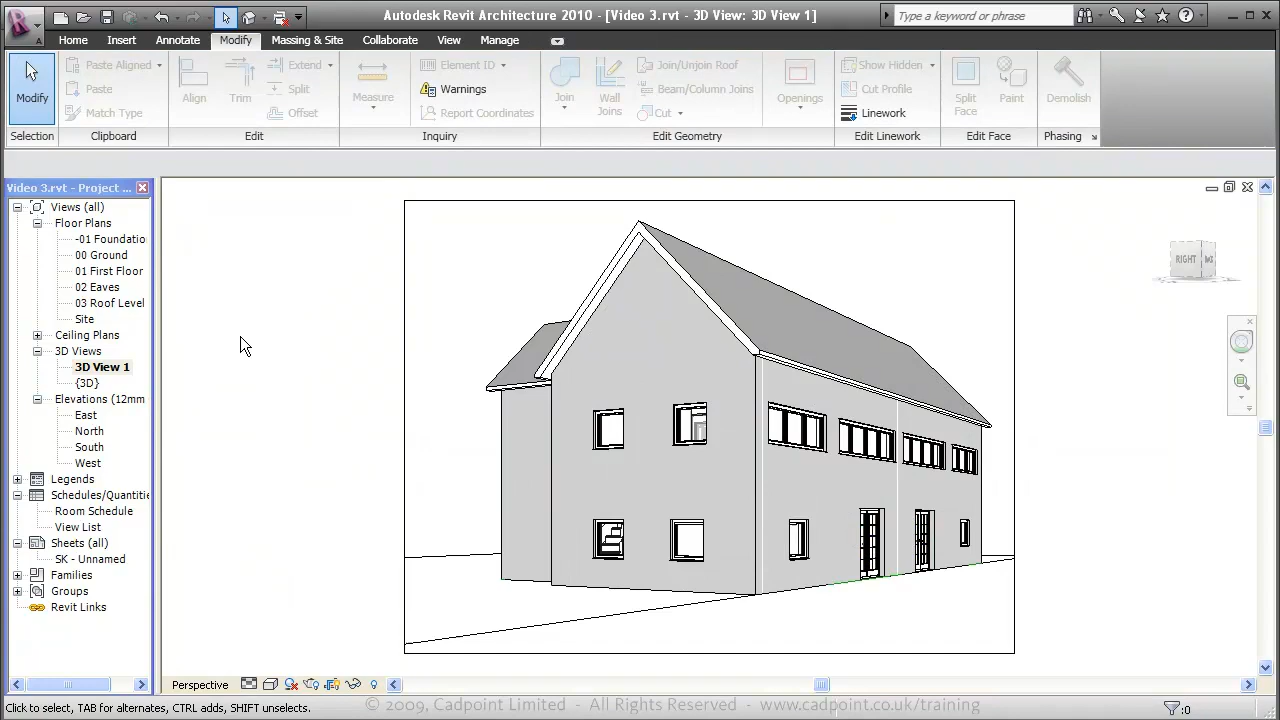 Autodesk Revit Architecture 2010 - [Video 3.rvt - 3D View: 3D View 1]
Type a keyword or phrase
Home Insert Annotate Modify Massing & Site Collaborate View Manage
Paste Aligned Extend Element ID Join/Unjoin Roof Show Hidden
Paste Split Warnings Beam/Column Joins Cut Profile
Modify Align Trim Measure Join Wall Joins Openings Split Face Paint Demolish
Match Type Offset Report Coordinates Cut Linework
Selection Clipboard Edit Inquiry Edit Geometry Edit Linework Edit Face Phasing
Video 3.rvt - Project ...
Views (all)
Floor Plans
-01 Foundatio
00 Ground
01 First Floor
02 Eaves
03 Roof Level
Site
Ceiling Plans
3D Views
3D View 1
{3D}
Elevations (12mm
East
North
South
West
Legends
Schedules/Quantitie
Room Schedule
View List
Sheets (all)
SK - Unnamed
Families
Groups
Revit Links
RIGHT
Perspective
Click to select, TAB for alternates, CTRL adds, SHIFT unselects.
© 2009, Cadpoint Limited - All Rights Reserved - www.cadpoint.co.uk/training
:0